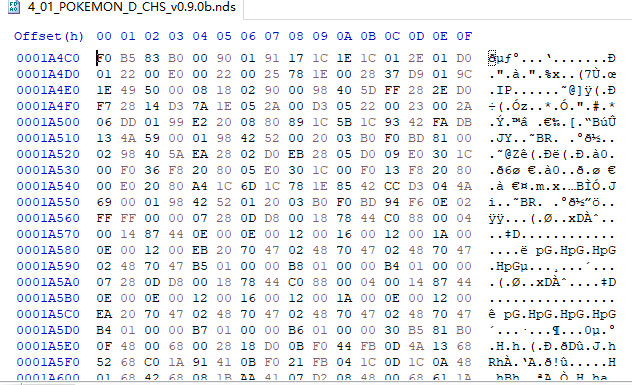 4_01_POKEMON_D_CHS_v0.9.0b.nds
Offset(h) 00 01 02 03 04 05 06 07 08 09 0A 0B 0C 0D 0E 0F
0001A4C0 F0 B5 83 B0 00 90 01 91 17 1C 1E 1C 01 2E 01 D0 ðµƒ°...‘.......Ð
0001A4D0 01 22 00 E0 00 22 00 25 78 1E 00 28 37 D9 01 9C .".à.".%x..(7Ù.œ
0001A4E0 1E 49 50 00 08 18 02 90 00 98 40 5D FF 28 2E D0 .IP......˜@]ÿ(.Ð
0001A4F0 F7 28 14 D3 7A 1E 05 2A 00 D3 05 22 00 23 00 2A ÷(.Óz..*.Ó.".#.*
0001A500 06 DD 01 99 E2 20 08 80 89 1C 5B 1C 93 42 FA DB .Ý.™â .€‰.[.“BúÛ
0001A510 13 4A 59 00 01 98 42 52 00 20 03 B0 F0 BD 81 00 .JY..˜BR. .°ð½..
0001A520 02 98 40 5A EA 28 02 D0 EB 28 05 D0 09 E0 30 1C .˜@Zê(.Ðë(.Ð.à0.
0001A530 00 F0 36 F8 20 80 05 E0 30 1C 00 F0 13 F8 20 80 .ð6ø €.à0..ð.ø €
0001A540 00 E0 20 80 A4 1C 6D 1C 78 1E 85 42 CC D3 04 4A .à €¤.m.x.…BÌÓ.J
0001A550 69 00 01 98 42 52 01 20 03 B0 F0 BD 94 F6 0E 02 i..˜BR. .°ð½”ö..
0001A560 FF FF 00 00 07 28 0D D8 00 18 78 44 C0 88 00 04 ÿÿ...(.Ø..xDÀˆ..
0001A570 00 14 87 44 0E 00 0E 00 12 00 16 00 12 00 1A 00 ..‡D............
0001A580 0E 00 12 00 EB 20 70 47 02 48 70 47 02 48 70 47 ....ë pG.HpG.HpG
0001A590 02 48 70 47 B5 01 00 00 B8 01 00 00 B4 01 00 00 .HpGµ...¸...´...
0001A5A0 07 28 0D D8 00 18 78 44 C0 88 00 04 00 14 87 44 .(.Ø..xDÀˆ....‡D
0001A5B0 0E 00 0E 00 12 00 16 00 12 00 1A 00 0E 00 12 00 ................
0001A5C0 EA 20 70 47 02 48 70 47 02 48 70 47 02 48 70 47 ê pG.HpG.HpG.HpG
0001A5D0 B4 01 00 00 B7 01 00 00 B6 01 00 00 30 B5 81 B0 ´...·...¶...0µ.°
0001A5E0 0F 48 00 68 00 28 18 D0 0B F0 44 FB 0D 4A 13 68 .H.h.(.Ð.ðDû.J.h
0001A5F0 52 68 C0 1A 91 41 0B F0 21 FB 04 1C 0D 1C 0A 48 RhÀ.‘A.ð!û.....H